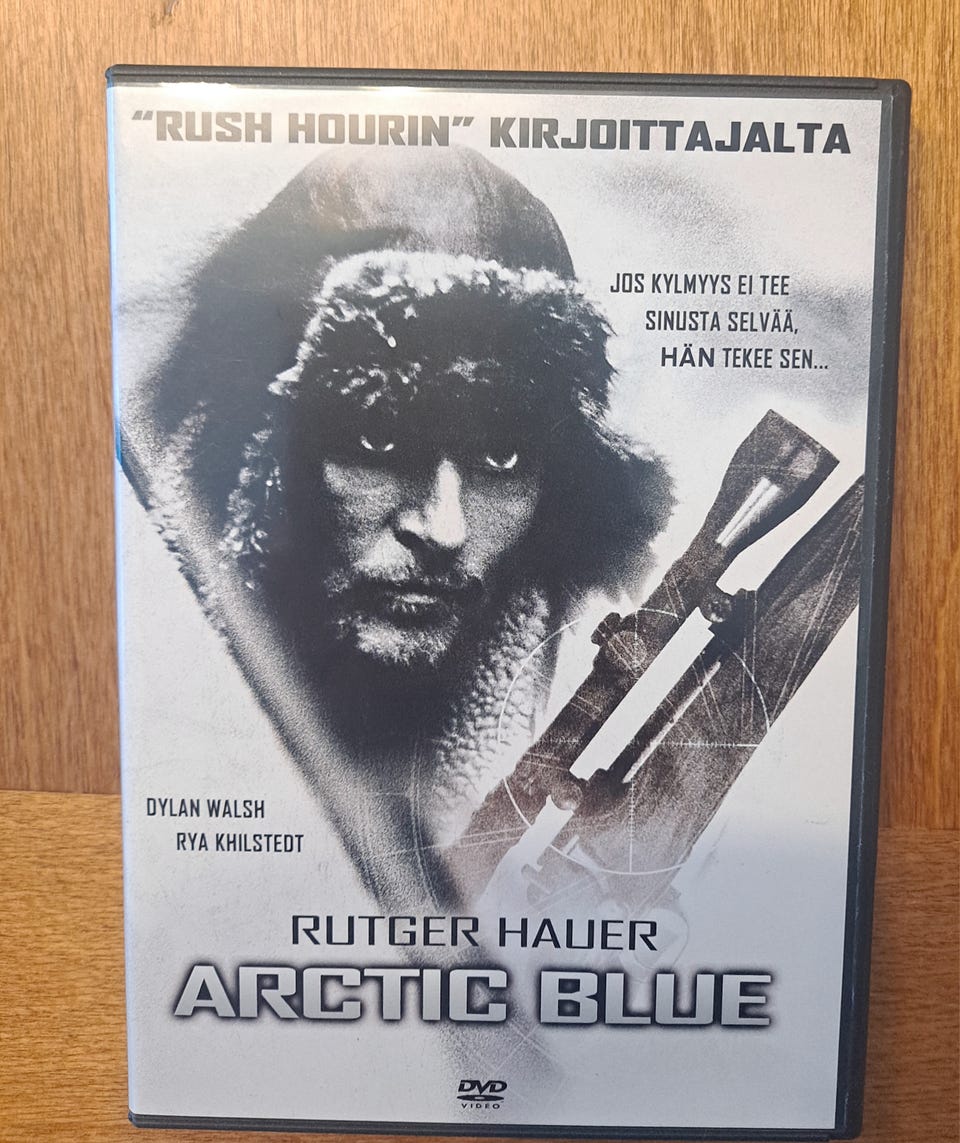 "RUSH HOURIN" KIRJOITTAJALTA
JOS KYLMYYS EI TEE
SINUSTA SELVÄÄ,
HÄN TEKEE SEN...
DYLAN WALSH
RYA KHILSTEDT
RUTGER HAUER
ARCTIC BLUE
DVD
VIDEO